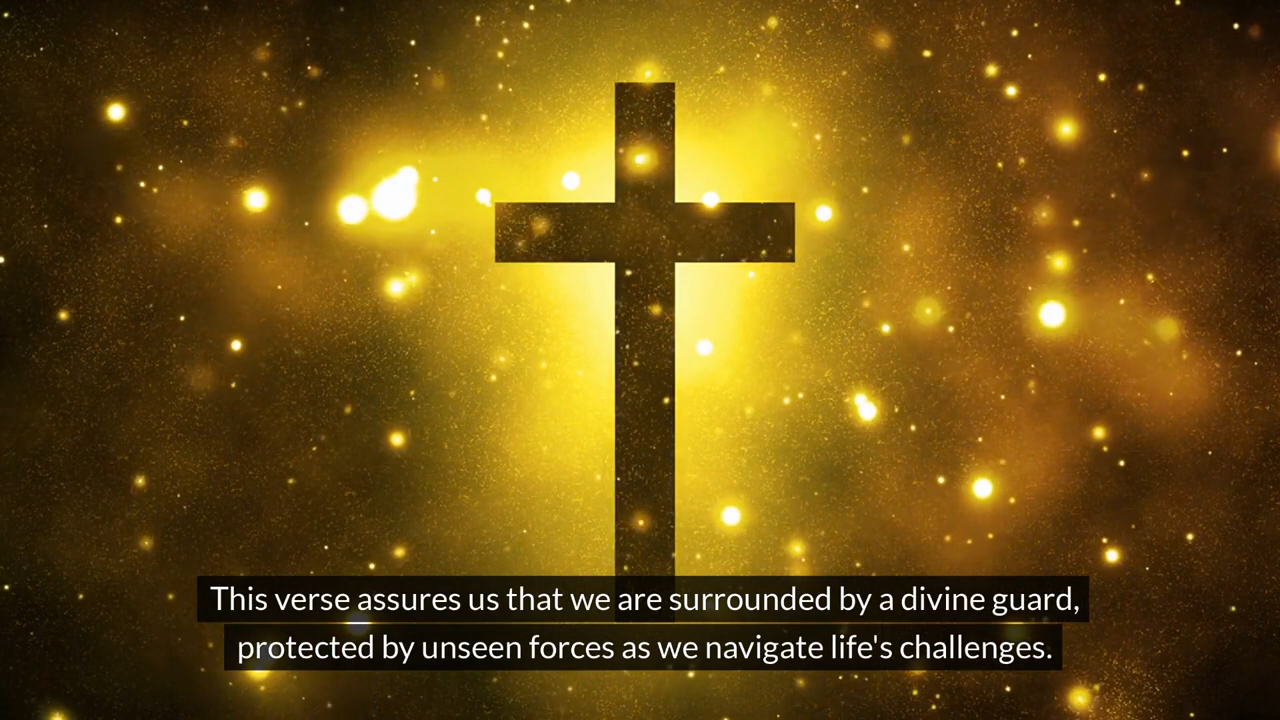 This verse assures us that we are surrounded by a divine guard,
protected by unseen forces as we navigate life's challenges.